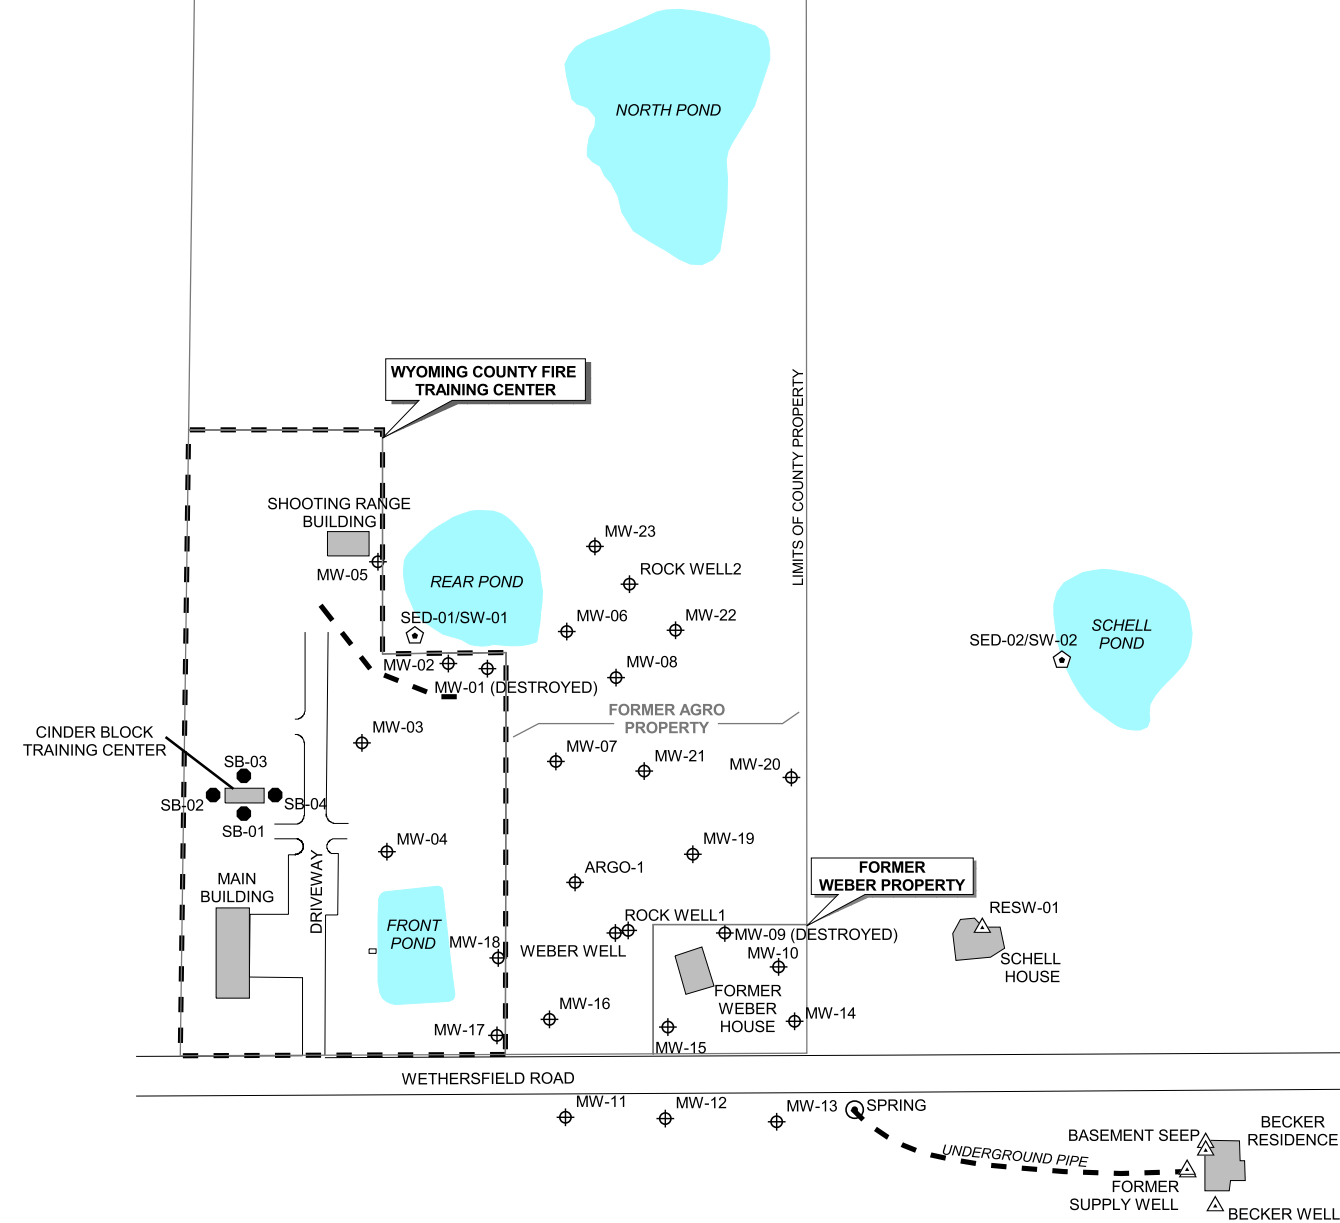 NORTH POND
WYOMING COUNTY FIRE
TRAINING CENTER
LIMITS OF COUNTY PROPERTY
SHOOTING RANGE
BUILDING
MW-05
REAR POND
SED-01/SW-01
MW-23
ROCK WELL2
MW-06
MW-22
MW-08
MW-02
MW-01 (DESTROYED)
SED-02/SW-02
SCHELL
POND
FORMER AGRO
PROPERTY
MW-03
CINDER BLOCK
TRAINING CENTER
SB-03
SB-02
SB-04
SB-01
MW-07
MW-21
MW-20
MW-04
MW-19
ARGO-1
MAIN
BUILDING
DRIVEWAY
FRONT
POND
MW-18
ROCK WELL1
WEBER WELL
FORMER
WEBER PROPERTY
MW-09 (DESTROYED)
MW-10
RESW-01
SCHELL
HOUSE
FORMER
WEBER
HOUSE
MW-16
MW-14
MW-17
MW-15
WETHERSFIELD ROAD
MW-11
MW-12
MW-13
SPRING
UNDERGROUND PIPE
BASEMENT SEEP
BECKER
RESIDENCE
FORMER
SUPPLY WELL
BECKER WELL